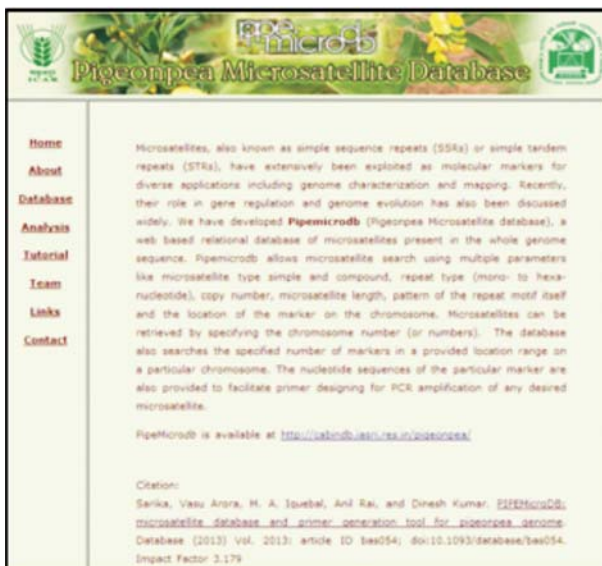 pipe
microdb
Pigeonpea Microsatellite Database
ICAR
Home
About
Database
Analysis
Tutorial
Team
Links
Contact
Microsatellites, also known as simple sequence repeats (SSRs) or simple tandem
repeats (STRs), have extensively been exploited as molecular markers for
diverse applications including genome characterization and mapping. Recently,
their role in gene regulation and genome evolution has also been discussed
widely. We have developed Pipemicrodb (Pigeonpea Microsatellite database), a
web based relational database of microsatellites present in the whole genome
sequence. Pipemicrodb allows microsatellite search using multiple parameters
like microsatellite type simple and compound, repeat type (mono- to hexa-
nucleotide), copy number, microsatellite length, pattern of the repeat motif itself
and the location of the marker on the chromosome. Microsatellites can be
retrieved by specifying the chromosome number (or numbers). The database
also searches the specified number of markers in a provided location range on
a particular chromosome. The nucleotide sequences of the particular marker are
also provided to facilitate primer designing for PCR amplification of any desired
microsatellite.
PipeMicrodb is available at http://cabindb.iasri.res.in/pigeonpea/
Citation:
Sarika, Vasu Arora, M. A. Iquebal, Anil Rai, and Dinesh Kumar. PIPEMicroDB:
microsatellite database and primer generation tool for pigeonpea genome.
Database (2013) Vol. 2013: article ID bas054; doi:10.1093/database/bas054.
Impact Factor 3.179